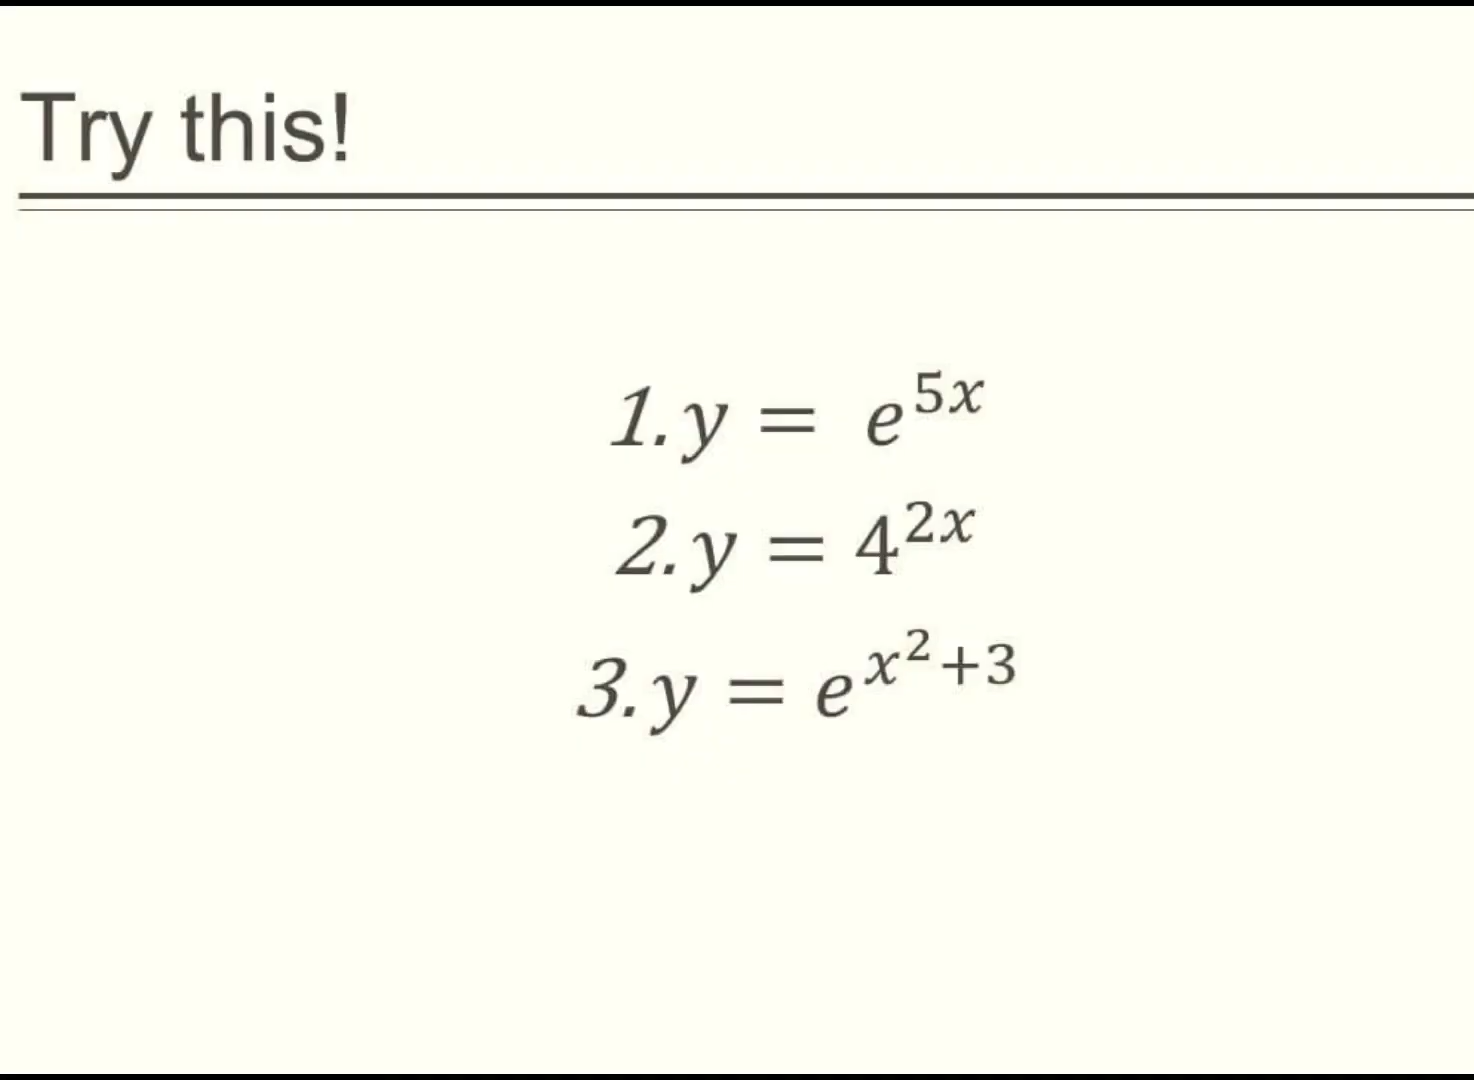 Try this!
1. y = e^{5x}
2. y = 4^{2x}
3. y = e^{x^2+3}